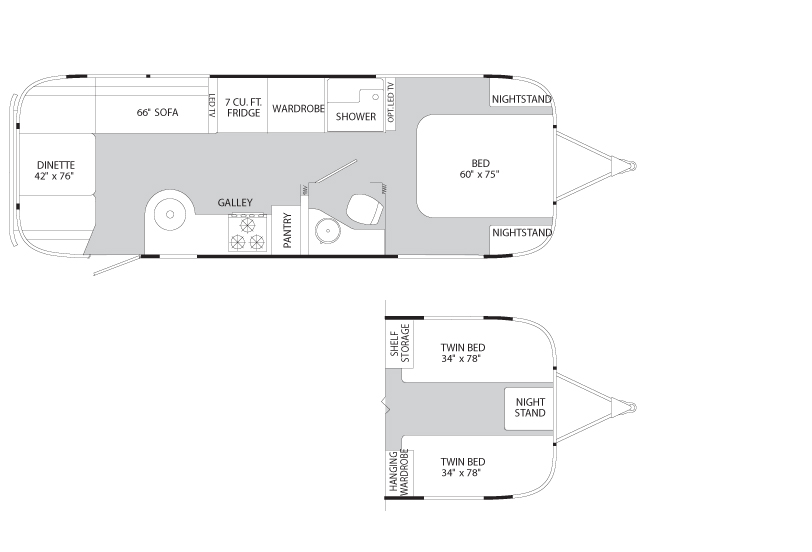 66" SOFA
LED TV
7 CU. FT.
FRIDGE
WARDROBE
SHOWER
OPT. LED TV
NIGHTSTAND
DINETTE
42" x 76"
BED
60" x 75"
GALLEY
PANTRY
NIGHTSTAND
SHELF
STORAGE
TWIN BED
34" x 78"
NIGHT
STAND
HANGING
WARDROBE
TWIN BED
34" x 78"